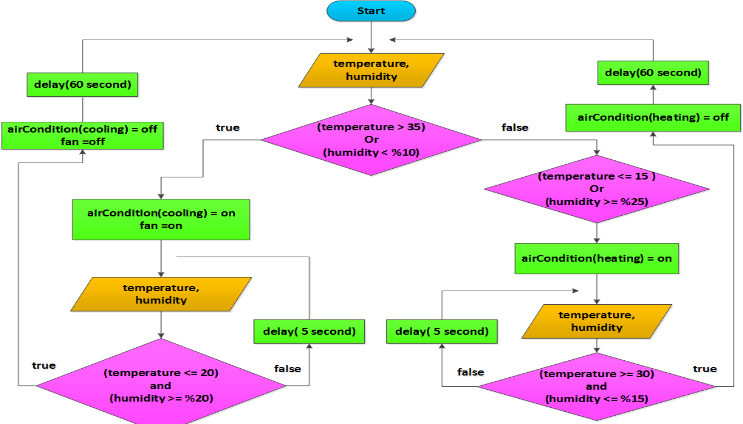 Start
temperature,
humidity
delay(60 second)
delay(60 second)
airCondition(cooling) = off
fan =off
airCondition(heating) = off
true
(temperature > 35)
Or
(humidity < %10)
false
(temperature <= 15 )
Or
(humidity >= %25)
airCondition(cooling) = on
fan =on
airCondition(heating) = on
temperature,
humidity
delay( 5 second)
delay( 5 second)
temperature,
humidity
true
(temperature <= 20)
and
(humidity >= %20)
false
false
(temperature >= 30)
and
(humidity <= %15)
true